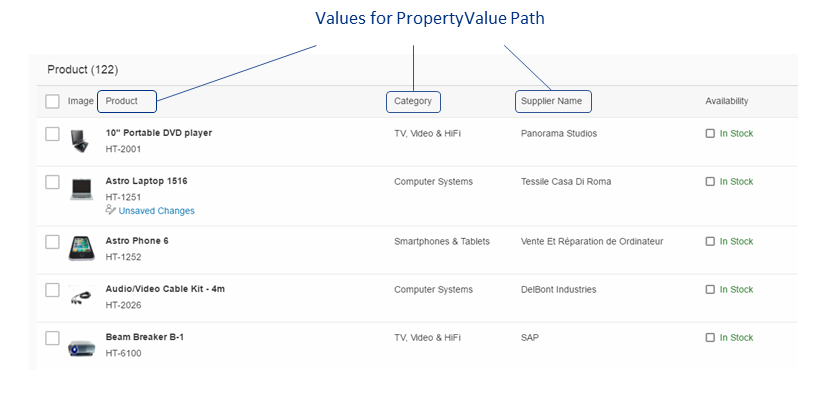 Values for PropertyValue Path
Product (122)
Image Product Category Supplier Name Availability
10" Portable DVD player TV, Video & HiFi Panorama Studios In Stock
HT-2001
Astro Laptop 1516 Computer Systems Tessile Casa Di Roma In Stock
HT-1251
Unsaved Changes
Astro Phone 6 Smartphones & Tablets Vente Et Réparation de Ordinateur In Stock
HT-1252
Audio/Video Cable Kit - 4m Computer Systems DelBont Industries In Stock
HT-2026
Beam Breaker B-1 TV, Video & HiFi SAP In Stock
HT-6100